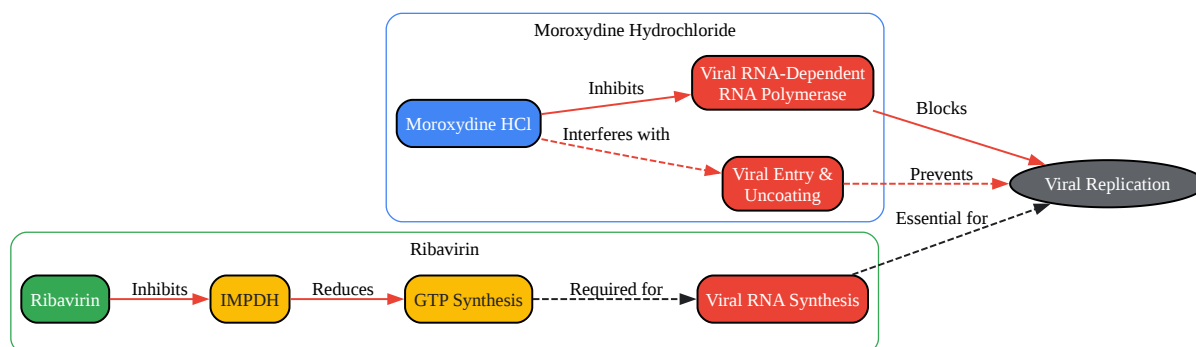 Moroxydine Hydrochloride
Moroxydine HCl
Inhibits
Interferes with
Viral RNA-Dependent
RNA Polymerase
Viral Entry &
Uncoating
Blocks
Prevents
Viral Replication
Essential for
Ribavirin
Ribavirin
Inhibits
IMPDH
Reduces
GTP Synthesis
Required for
Viral RNA Synthesis